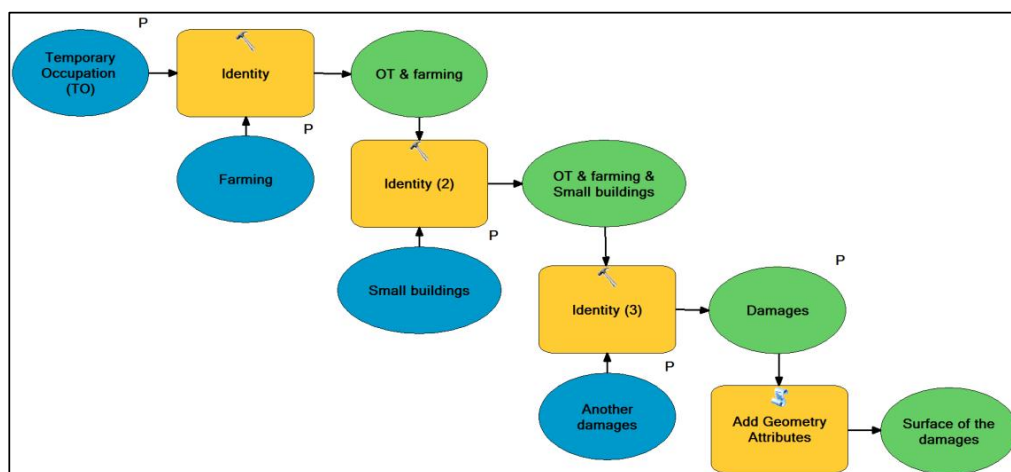 P
Temporary
Occupation
(TO)
Identity
OT & farming
P
Farming
Identity (2)
OT & farming &
Small buildings
P
Small buildings
Identity (3)
P
Damages
P
Another
damages
Add Geometry
Attributes
Surface of the
damages